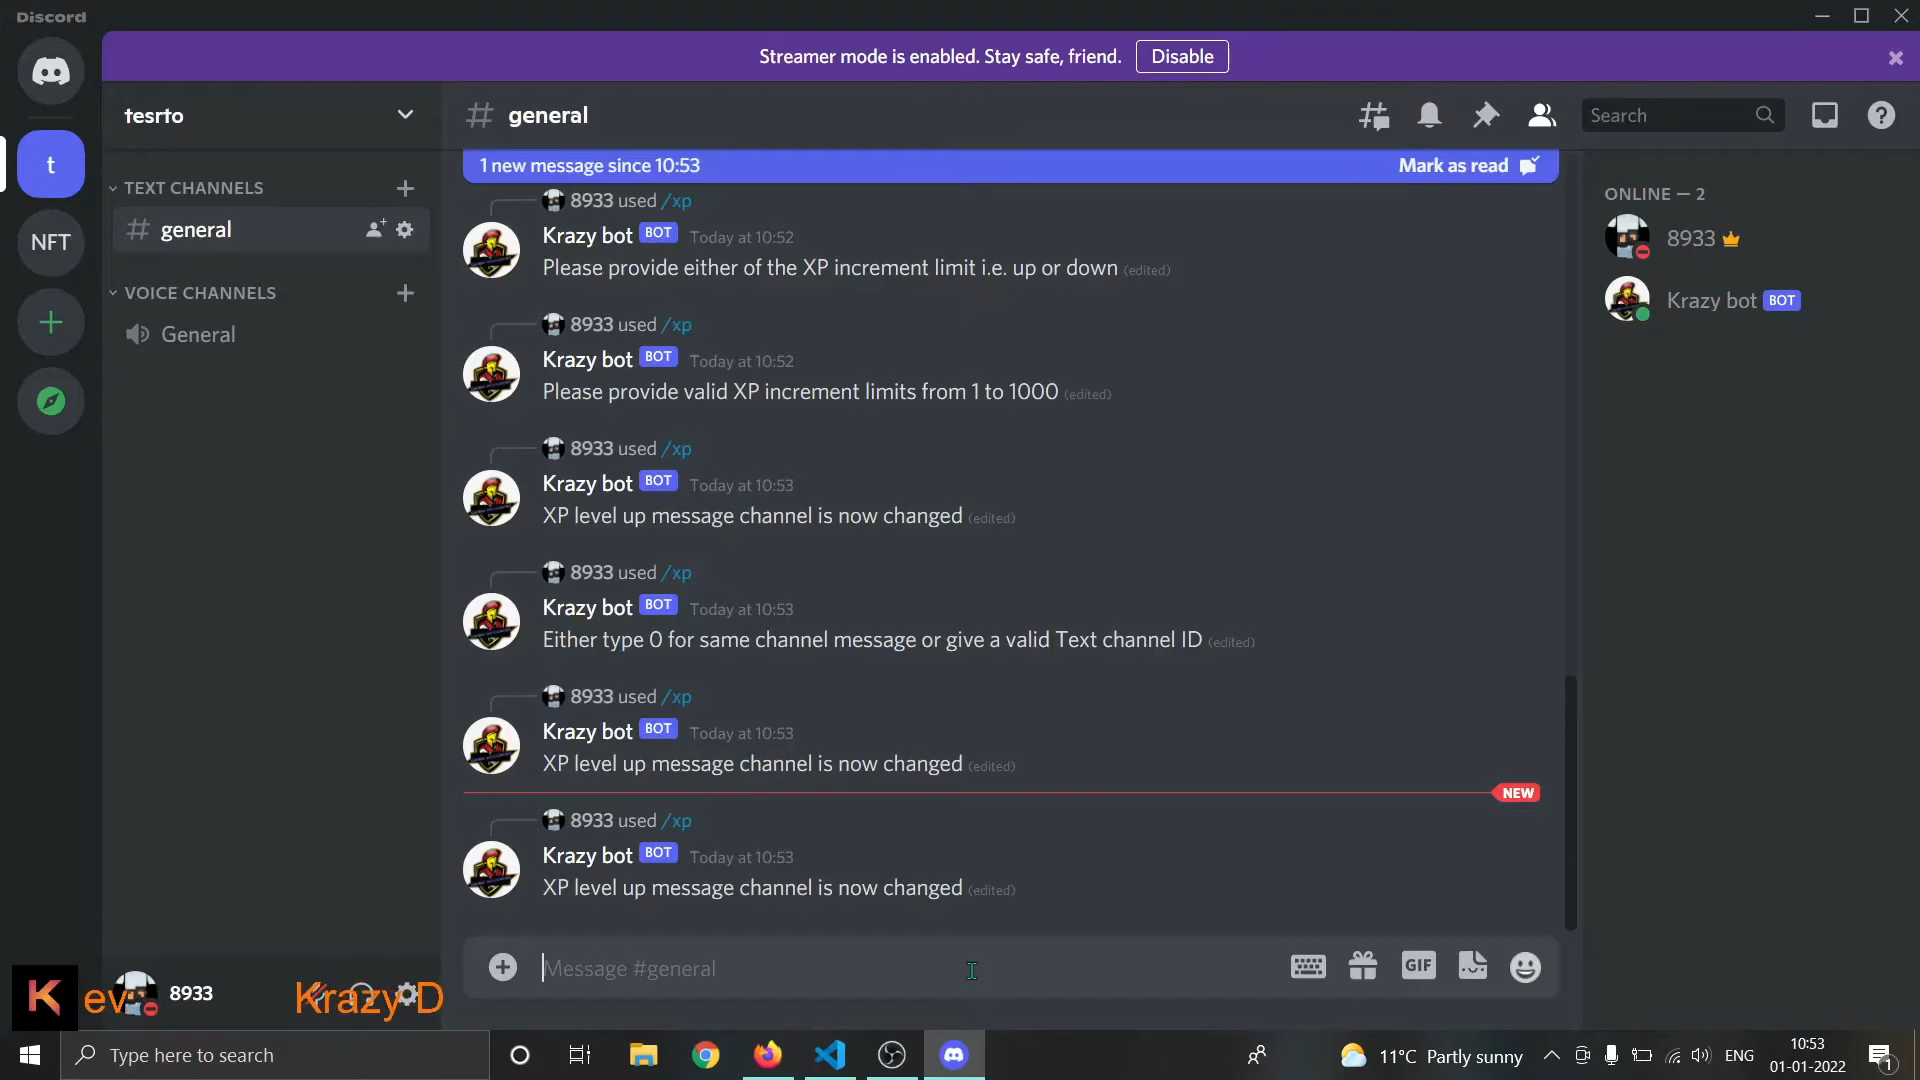 Discord
Streamer mode is enabled. Stay safe, friend. Disable
tesrto
general
Search
1 new message since 10:53
Mark as read
TEXT CHANNELS
general
VOICE CHANNELS
General
t
NFT
8933 used /xp
Krazy bot BOT Today at 10:52
Please provide either of the XP increment limit i.e. up or down (edited)
8933 used /xp
Krazy bot BOT Today at 10:52
Please provide valid XP increment limits from 1 to 1000 (edited)
8933 used /xp
Krazy bot BOT Today at 10:53
XP level up message channel is now changed (edited)
8933 used /xp
Krazy bot BOT Today at 10:53
Either type 0 for same channel message or give a valid Text channel ID (edited)
8933 used /xp
Krazy bot BOT Today at 10:53
XP level up message channel is now changed (edited)
NEW
8933 used /xp
Krazy bot BOT Today at 10:53
XP level up message channel is now changed (edited)
Message #general
GIF
ONLINE — 2
8933
Krazy bot BOT
K
8933
Krazy D
Type here to search
11°C Partly sunny
ENG
10:53
01-01-2022
1